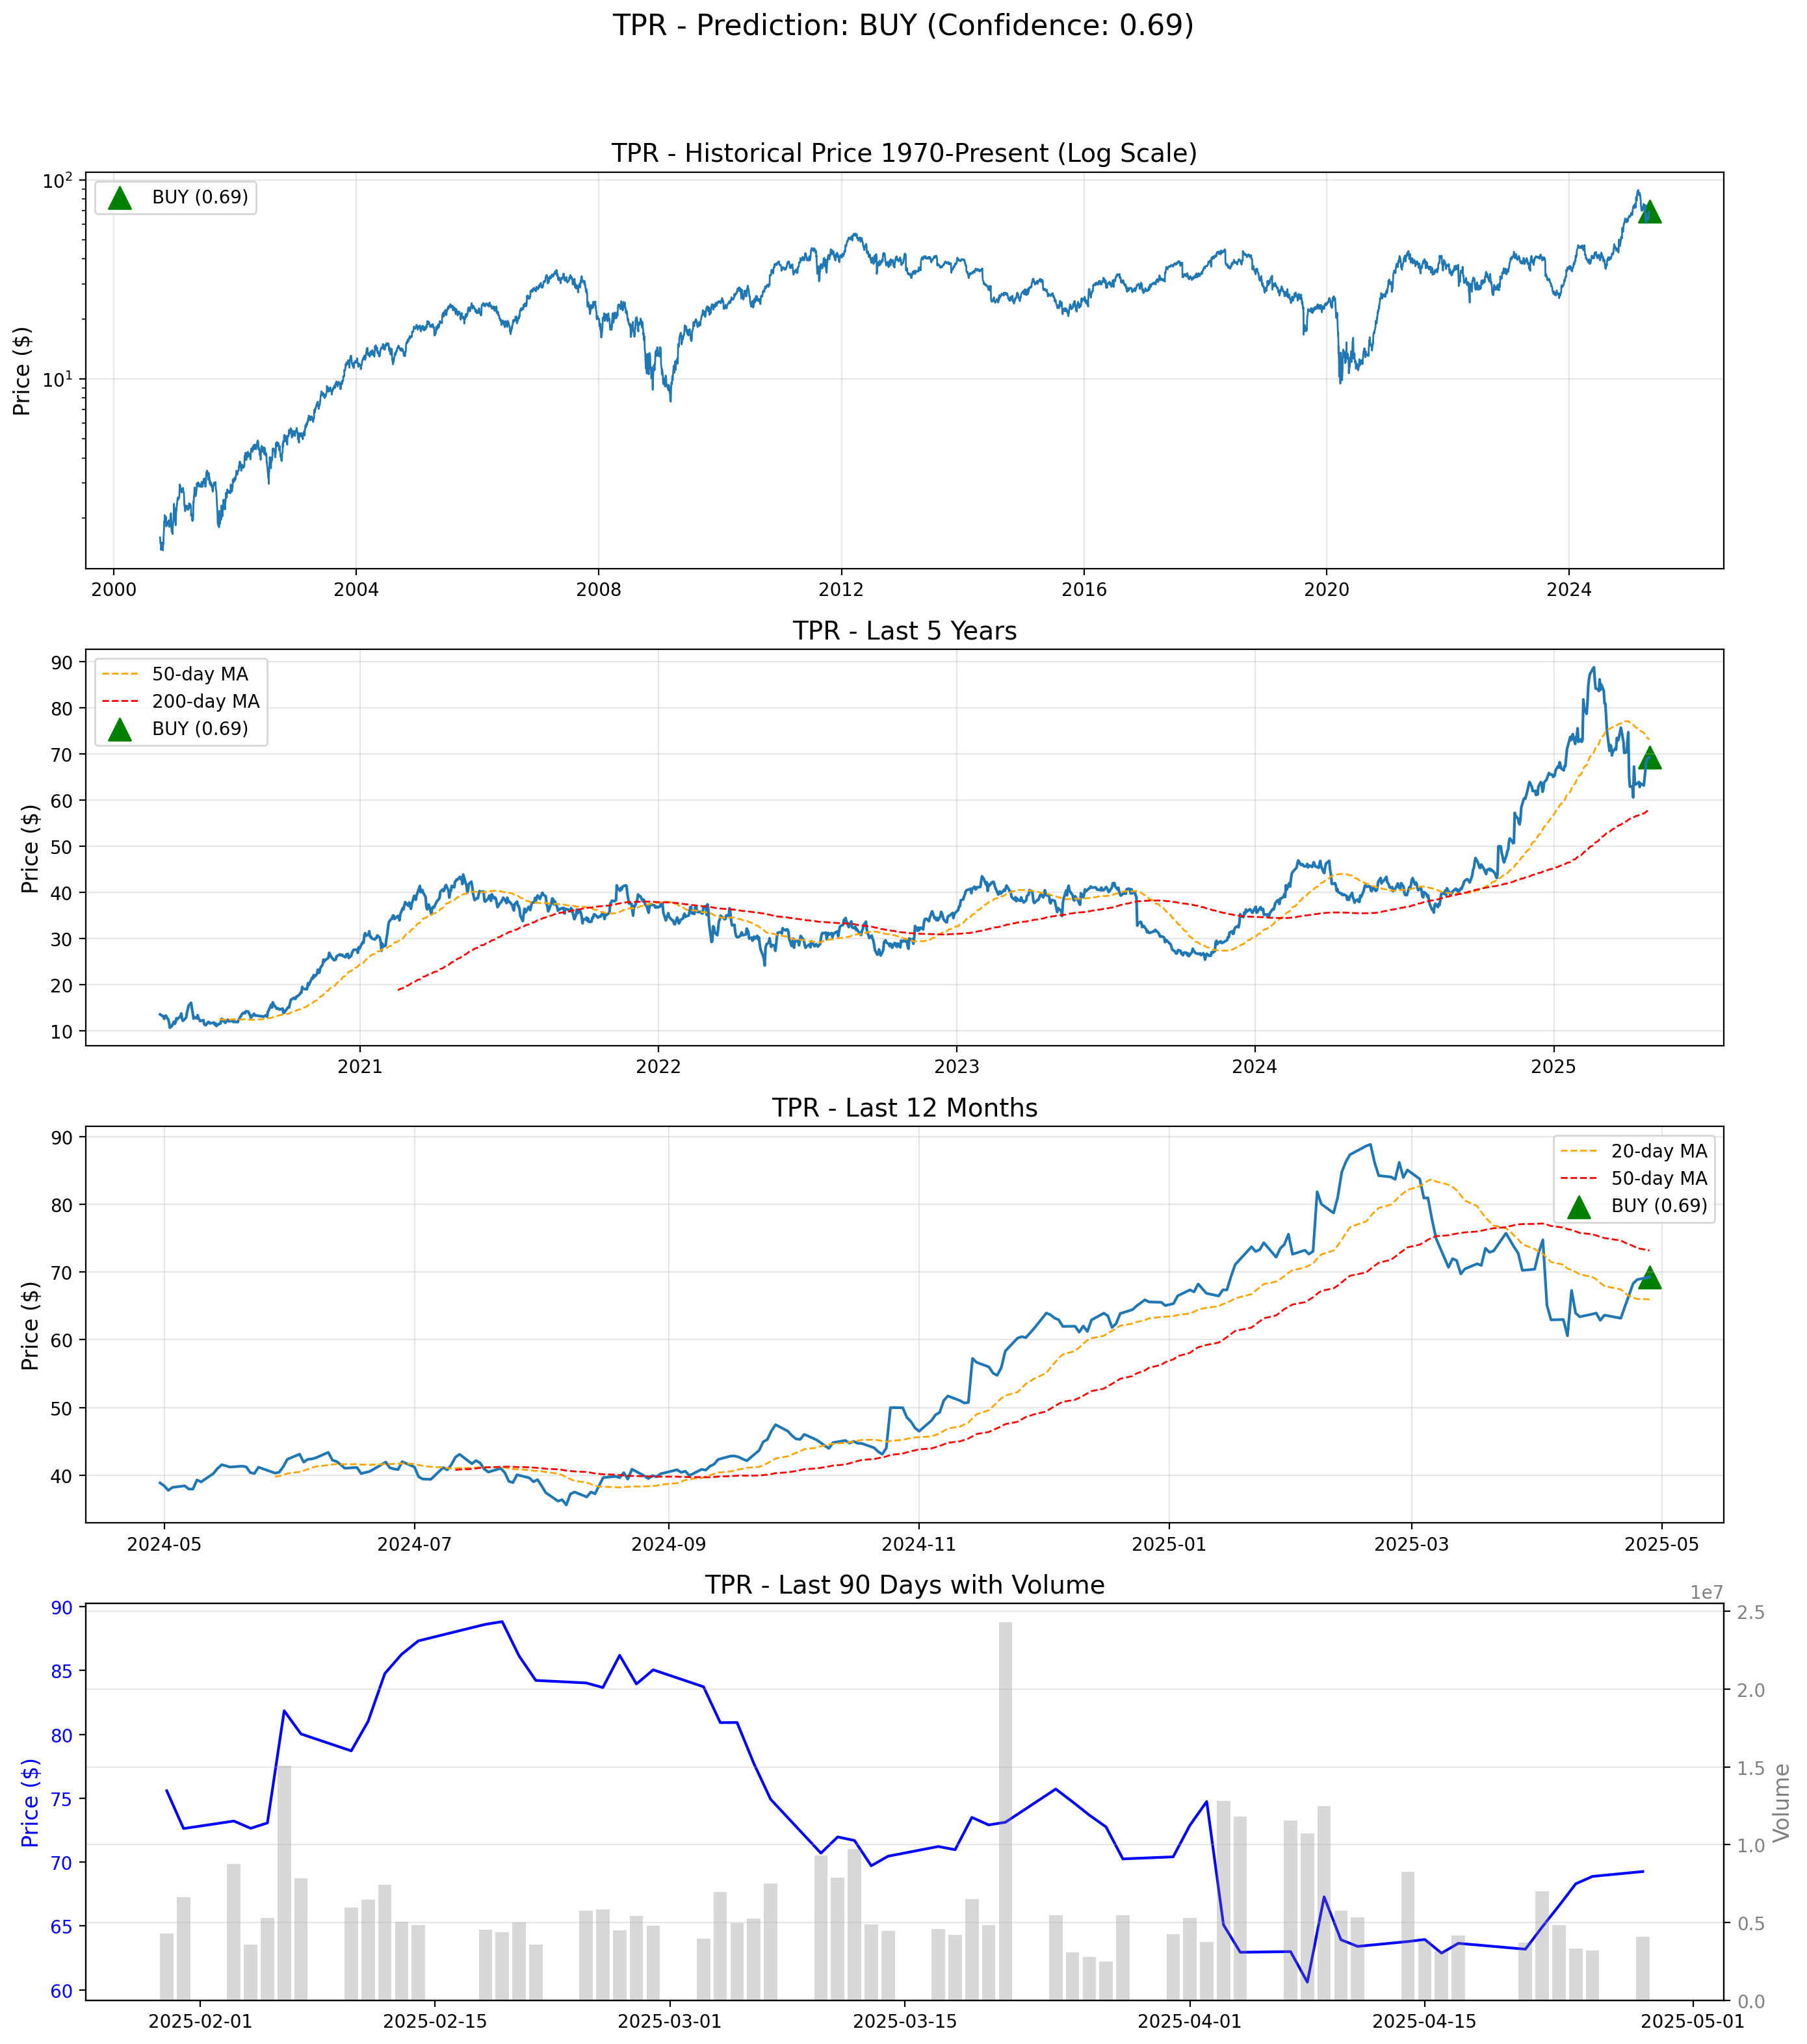 TPR - Prediction: BUY (Confidence: 0.69)
TPR - Historical Price 1970-Present (Log Scale)
BUY (0.69)
Price ($)
10²
10¹
2000 2004 2008 2012 2016 2020 2024
TPR - Last 5 Years
50-day MA
200-day MA
BUY (0.69)
Price ($)
90
80
70
60
50
40
30
20
10
2021 2022 2023 2024 2025
TPR - Last 12 Months
20-day MA
50-day MA
BUY (0.69)
Price ($)
90
80
70
60
50
40
2024-05 2024-07 2024-09 2024-11 2025-01 2025-03 2025-05
TPR - Last 90 Days with Volume
1e7
Price ($)
90
85
80
75
70
65
60
2.5
2.0
1.5
1.0
0.5
0.0
Volume
2025-02-01 2025-02-15 2025-03-01 2025-03-15 2025-04-01 2025-04-15 2025-05-01